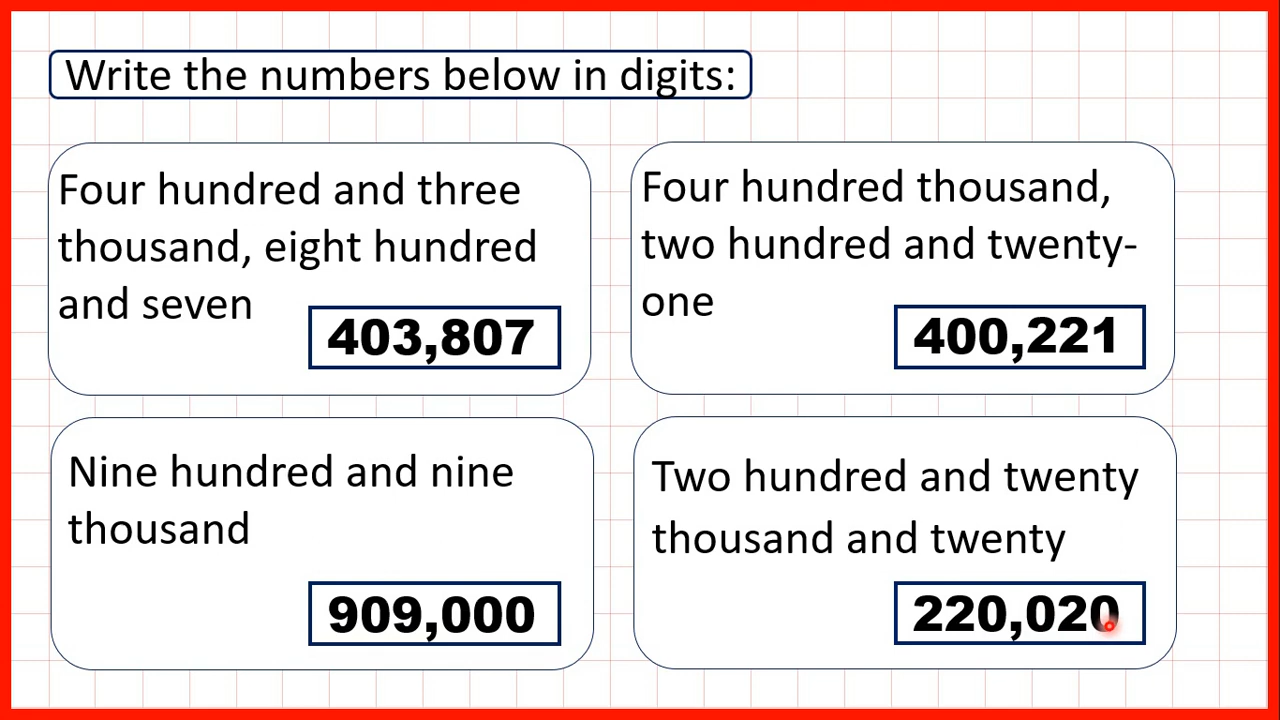 Write the numbers below in digits:
Four hundred and three
thousand, eight hundred
and seven
403,807
Four hundred thousand,
two hundred and twenty-
one
400,221
Nine hundred and nine
thousand
909,000
Two hundred and twenty
thousand and twenty
220,020